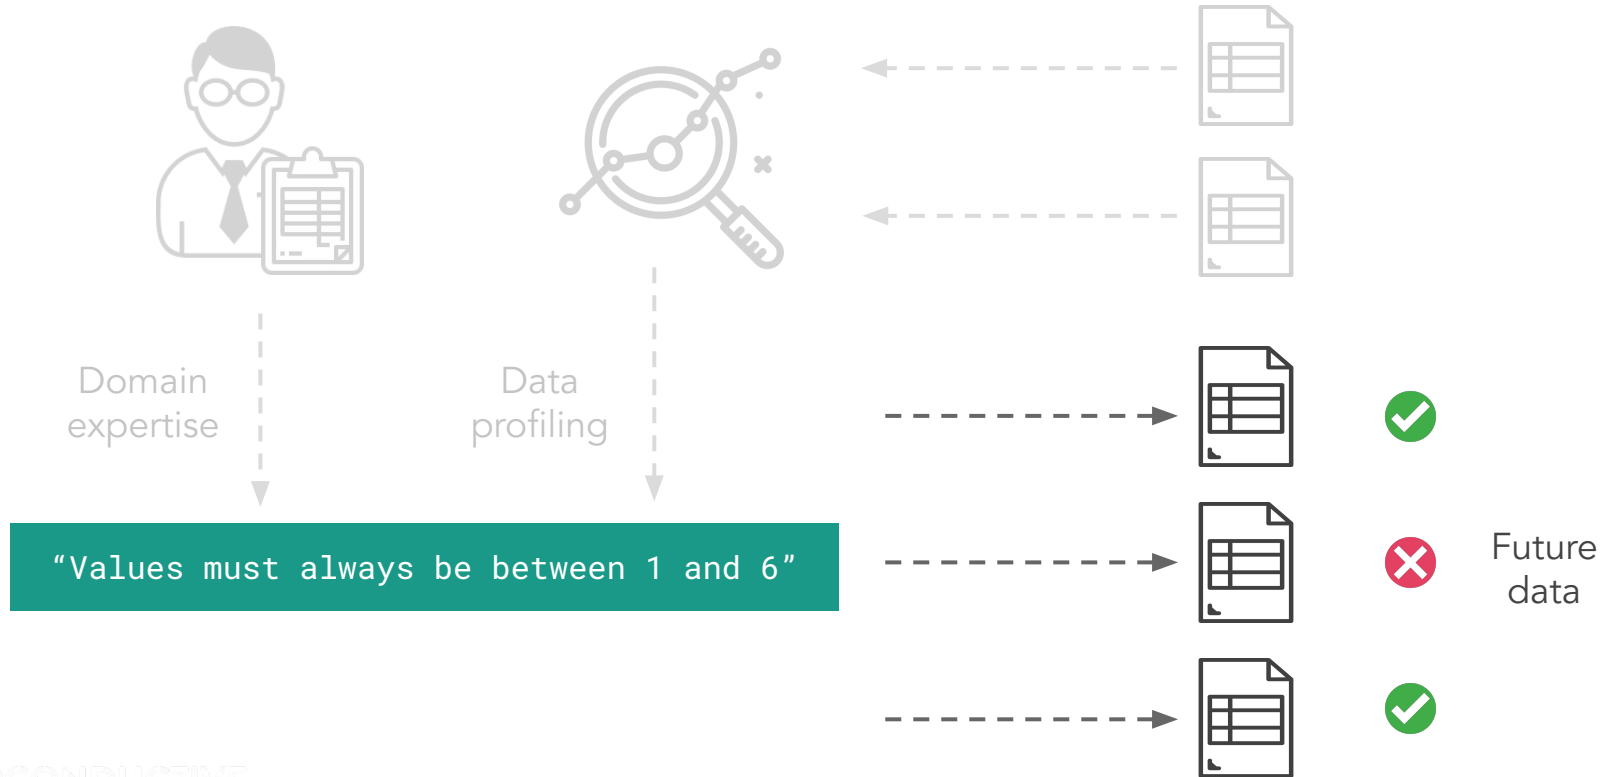 Domain
expertise
Data
profiling
“Values must always be between 1 and 6”
Future
data